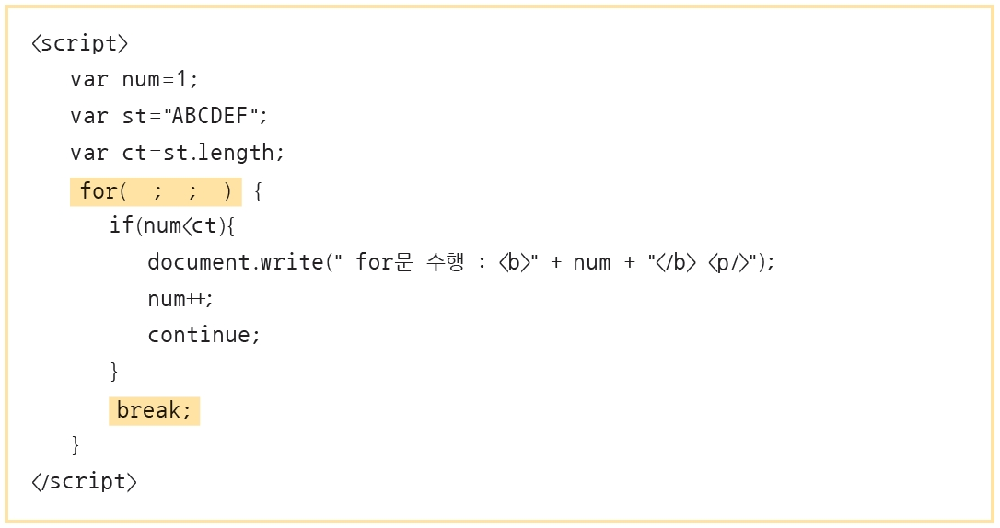 <script>
var num=1;
var st="ABCDEF";
var ct=st.length;
for( ; ; ) {
if(num<ct){
document.write(" for문 수행 : <b>" + num + "</b> <p/>");
num++;
continue;
}
break;
}
</script>